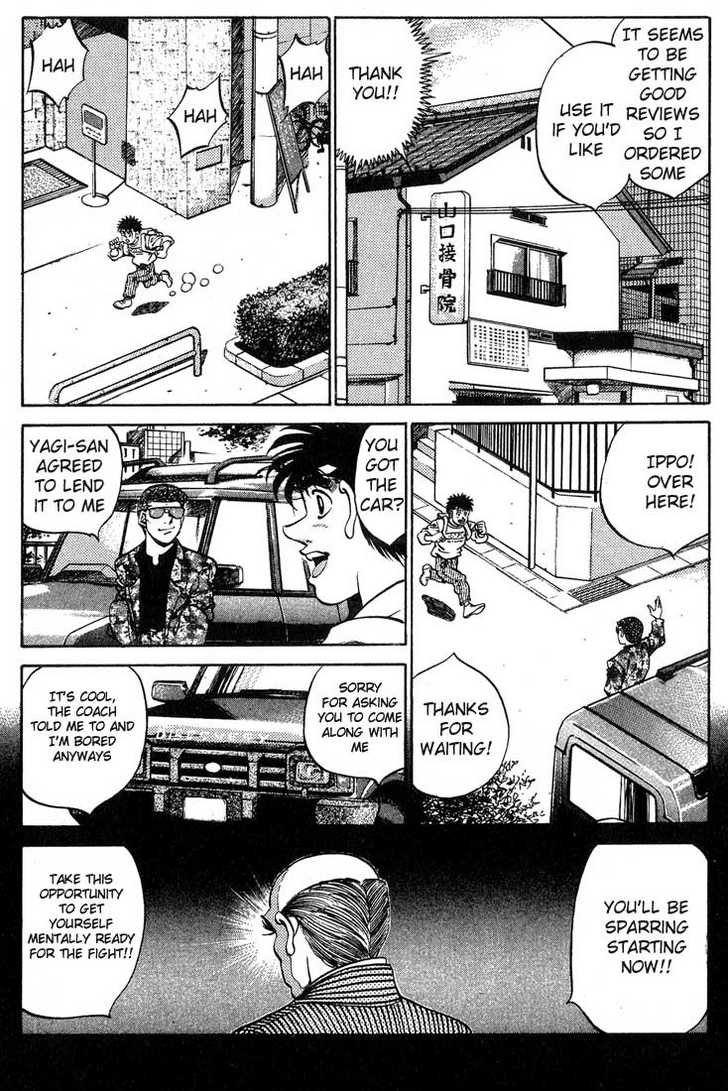 IT SEEMS
TO BE
GETTING
GOOD
REVIEWS
SO I
ORDERED
SOME
USE IT
IF YOU'D
LIKE
THANK
YOU!!
山口接骨院
HAH
HAH
HAH
IPPO!
OVER
HERE!
THANKS
FOR
WAITING!
YOU
GOT
THE
CAR?
YAGI-SAN
AGREED
TO LEND
IT TO ME
SORRY
FOR ASKING
YOU TO COME
ALONG WITH
ME
IT'S COOL,
THE COACH
TOLD ME TO AND
I'M BORED
ANYWAYS
YOU'LL BE
SPARRING
STARTING
NOW!!
TAKE THIS
OPPORTUNITY
TO GET
YOURSELF
MENTALLY READY
FOR THE FIGHT!!